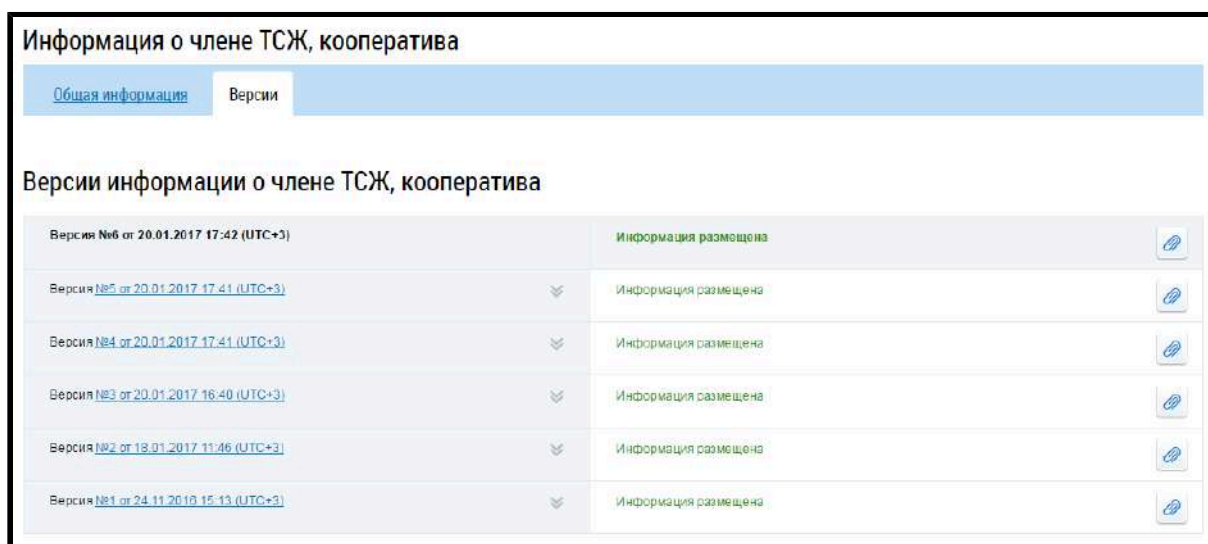 Информация о члене ТСЖ, кооператива
Общая информация Версии
Версии информации о члене ТСЖ, кооператива
Версия №6 от 20.01.2017 17:42 (UTC+3) Информация размещена
Версия №5 от 20.01.2017 17:41 (UTC+3) Информация размещена
Версия №4 от 20.01.2017 17:41 (UTC+3) Информация размещена
Версия №3 от 20.01.2017 16:40 (UTC+3) Информация размещена
Версия №2 от 18.01.2017 11:46 (UTC+3) Информация размещена
Версия №1 от 24.11.2016 15:13 (UTC+3) Информация размещена